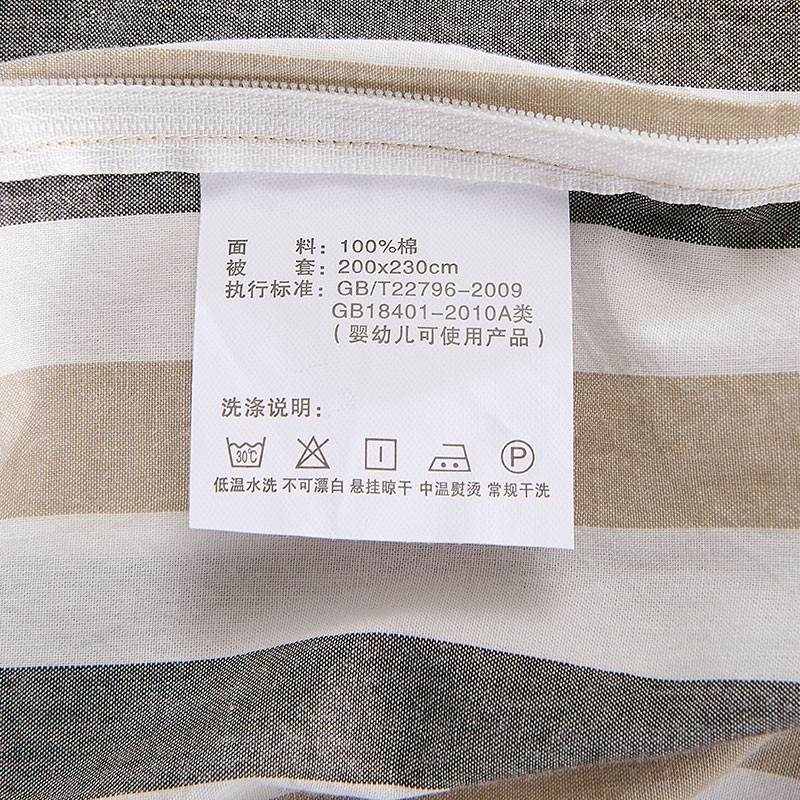 面 料：100%棉
被 套：200x230cm
执行标准：GB/T22796-2009
GB18401-2010A类
（婴幼儿可使用产品）
洗涤说明：
30℃ P
低温水洗 不可漂白 悬挂晾干 中温熨烫 常规干洗